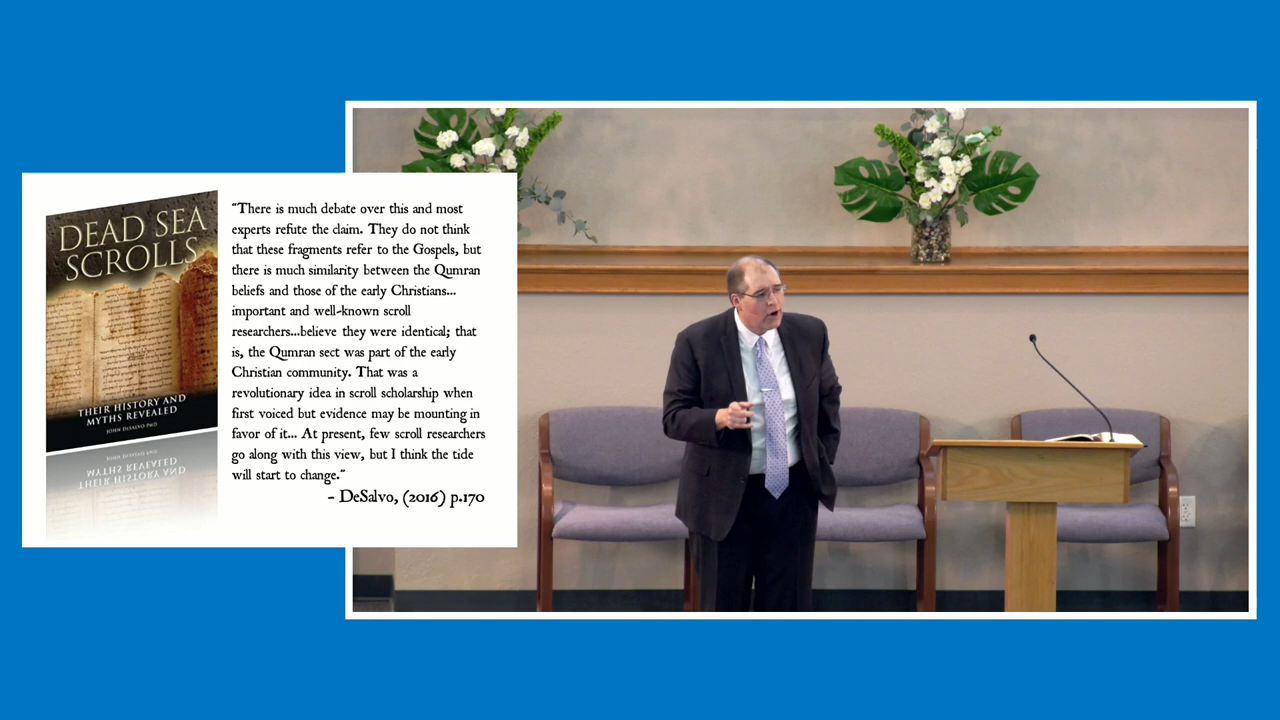 DEAD SEA
SCROLLS
THEIR HISTORY AND
MYTHS REVEALED
JOHN DESALVO PHD
"There is much debate over this and most
experts refute the claim. They do not think
that these fragments refer to the Gospels, but
there is much similarity between the Qumran
beliefs and those of the early Christians...
important and well-known scroll
researchers...believe they were identical; that
is, the Qumran sect was part of the early
Christian community. That was a
revolutionary idea in scroll scholarship when
first voiced but evidence may be mounting in
favor of it... At present, few scroll researchers
go along with this view, but I think the tide
will start to change."
- DeSalvo, (2016) p.170